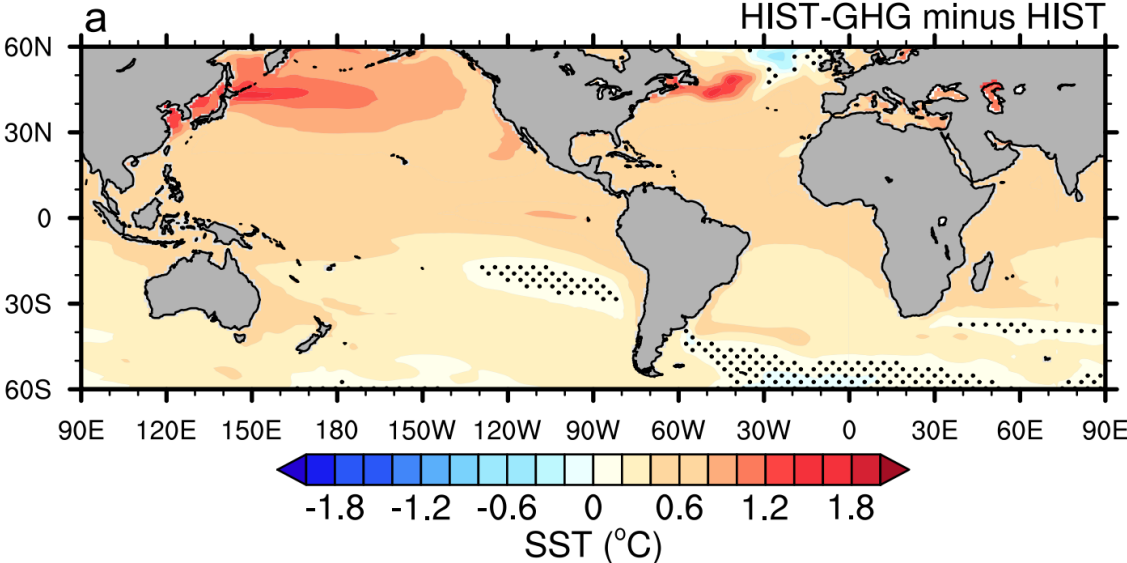 a HIST-GHG minus HIST
60N
30N
0
30S
60S
90E 120E 150E 180 150W 120W 90W 60W 30W 0 30E 60E 90E
-1.8 -1.2 -0.6 0 0.6 1.2 1.8
SST (°C)